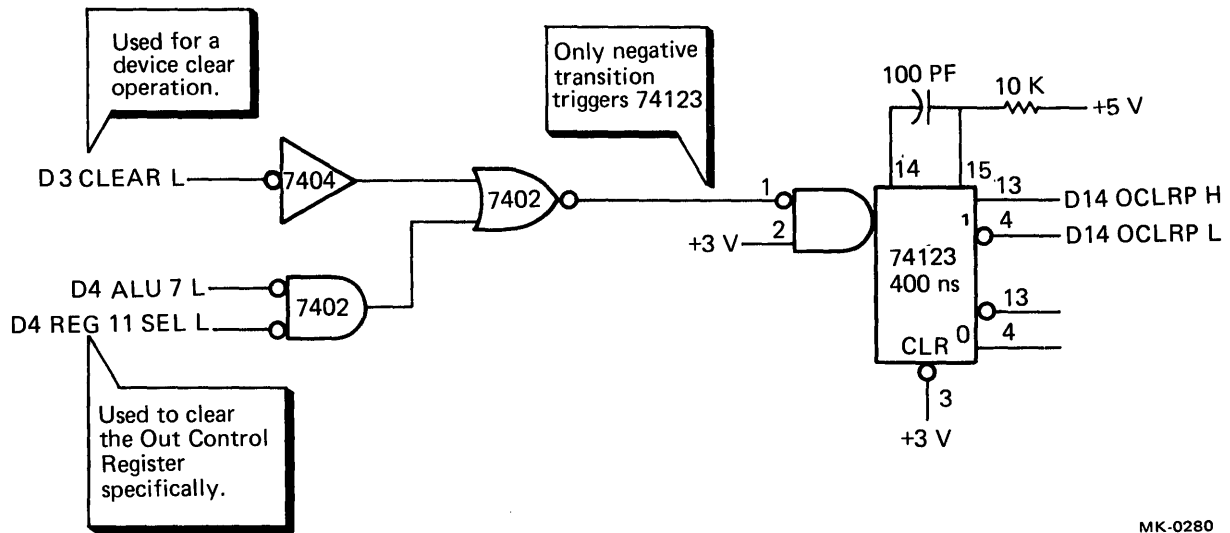 Used for a
device clear
operation.
Only negative
transition
triggers 74123
100 PF
10 K
+5 V
D3 CLEAR L
7404
7402
1
2
+3 V
14
15
13
D14 OCLRP H
1
4
D14 OCLRP L
74123
400 ns
D4 ALU 7 L
D4 REG 11 SEL L
7402
13
0
4
CLR
3
+3 V
Used to clear
the Out Control
Register
specifically.
MK-0280